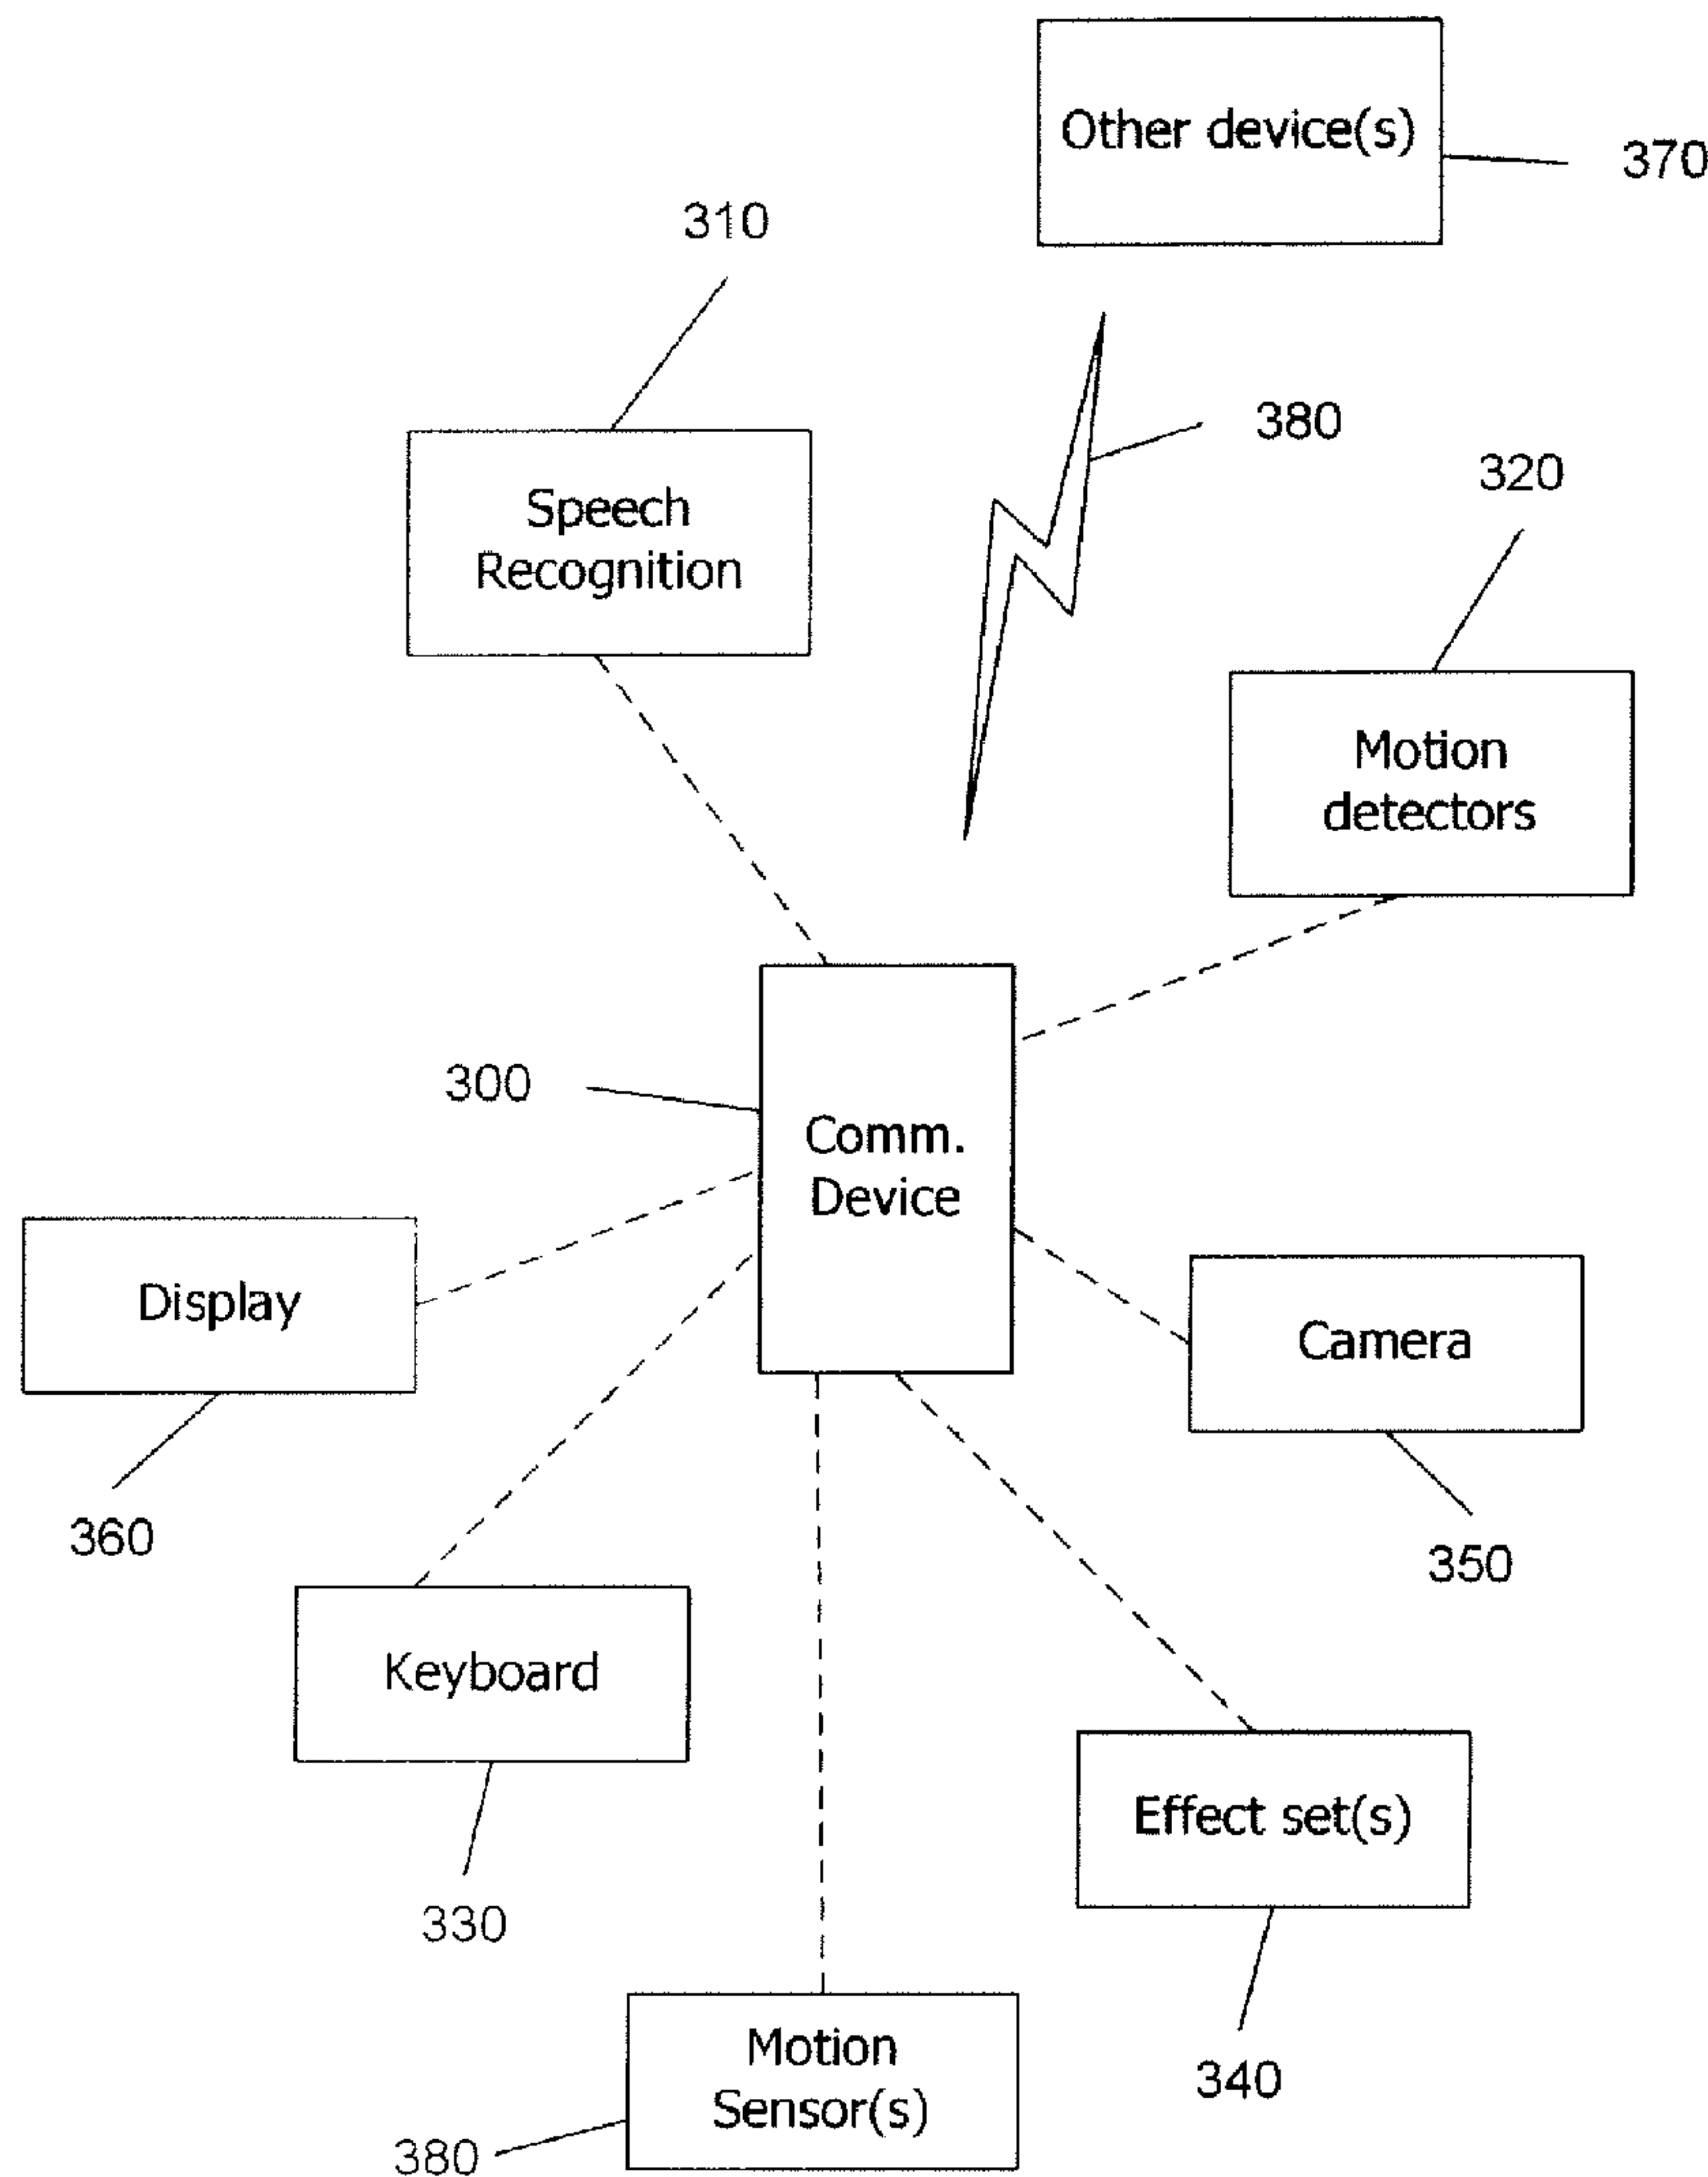 Other device(s)
370
310
380
320
Speech
Recognition
Motion
detectors
300
Comm.
Device
Display
Camera
360
350
Keyboard
Effect set(s)
330
Motion
Sensor(s)
340
380